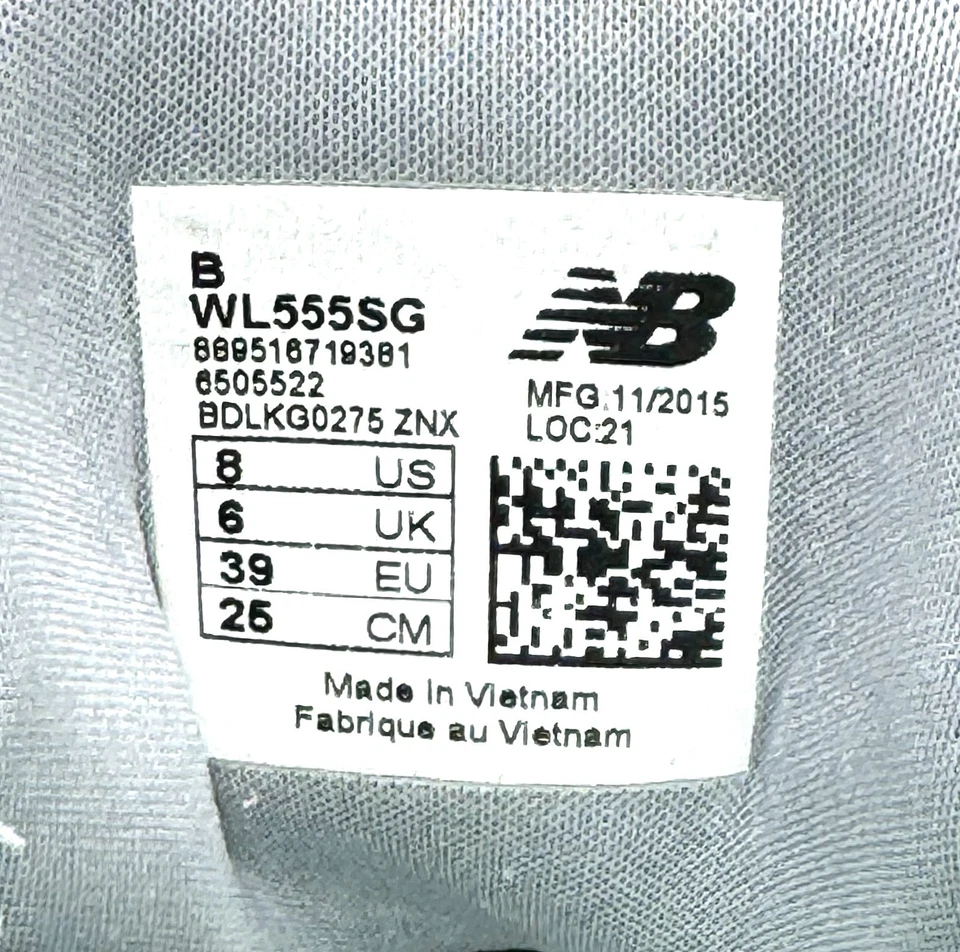 B
WL555SG
889516719381
6505522
BDLKG0275 ZNX
8 US
6 UK
39 EU
25 CM
NB
MFG:11/2015
LOC:21
Made in Vietnam
Fabrique au Vietnam